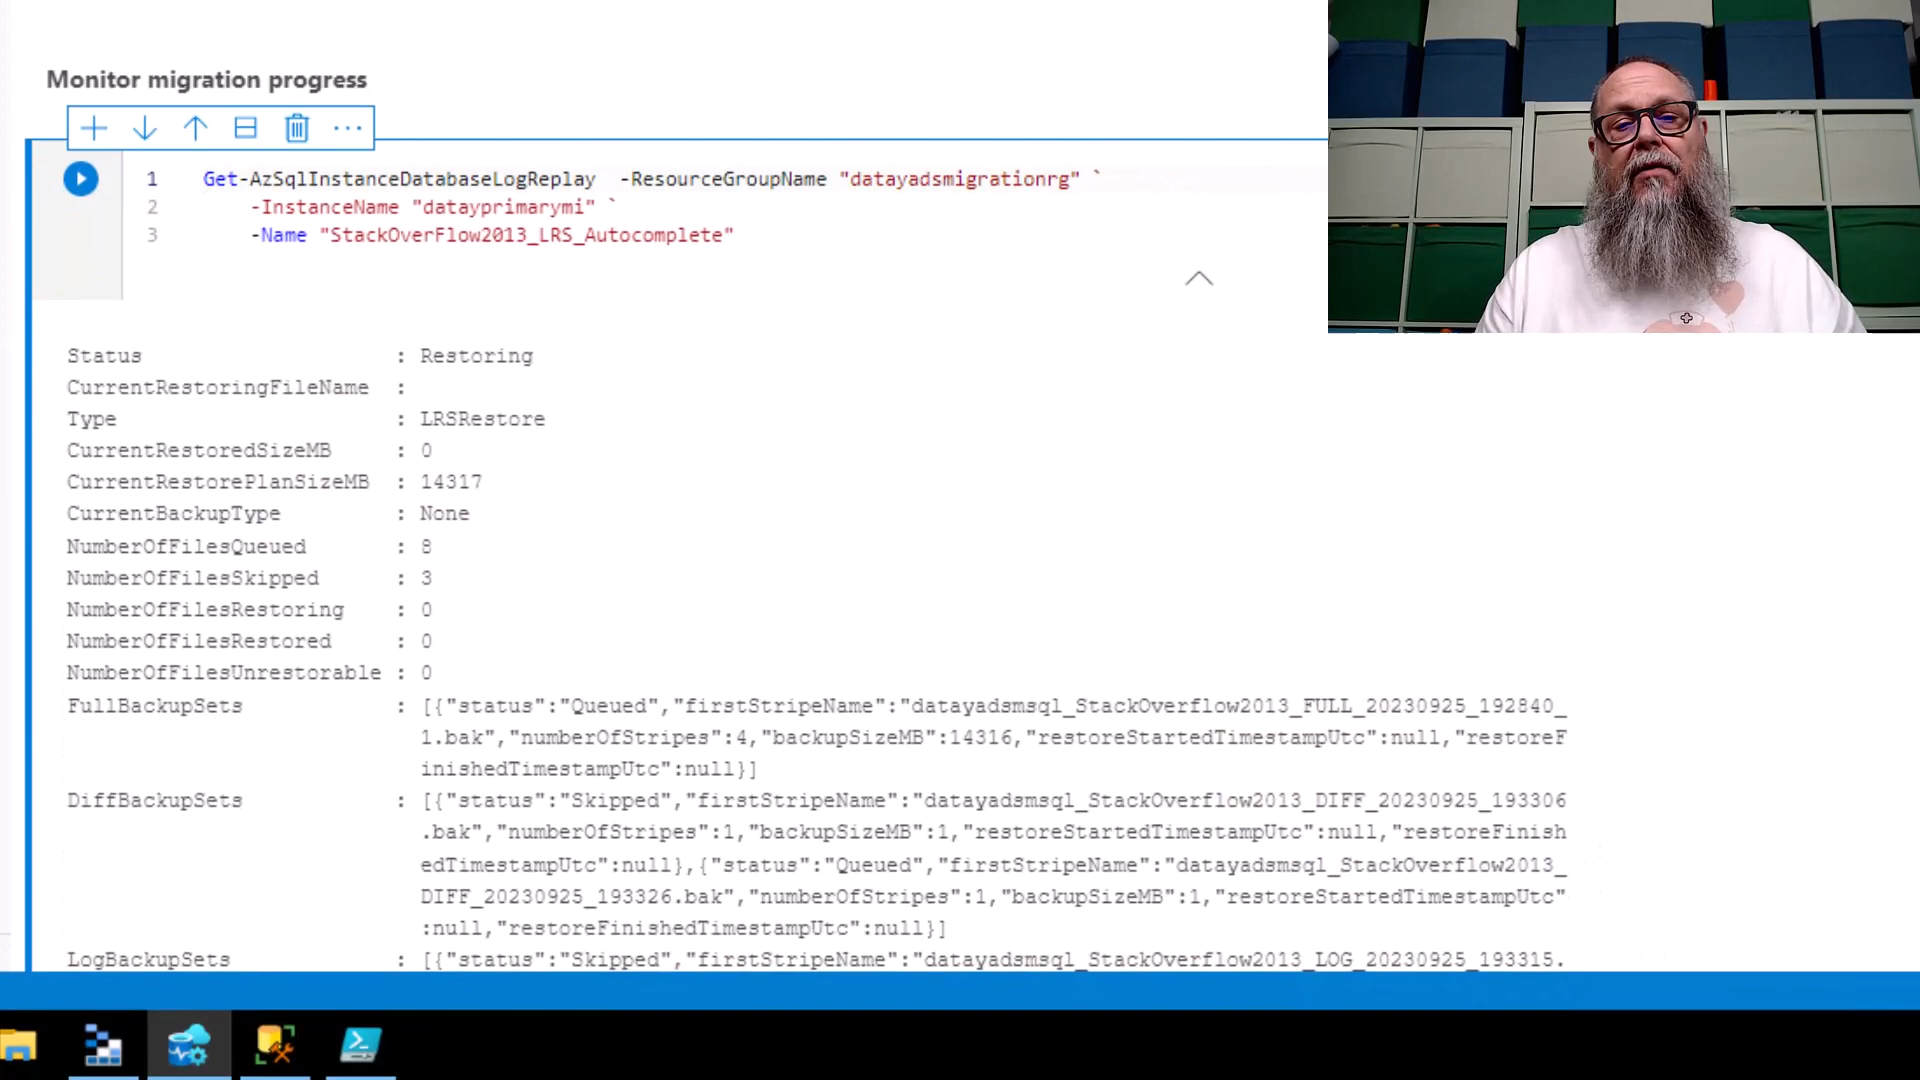 Monitor migration progress
1 Get-AzSqlInstanceDatabaseLogReplay  -ResourceGroupName "datayadsmigrationrg" `
2 -InstanceName "datayprimarymi" `
3 -Name "StackOverFlow2013_LRS_Autocomplete"
Status : Restoring
CurrentRestoringFileName :
Type : LRSRestore
CurrentRestoredSizeMB : 0
CurrentRestorePlanSizeMB : 14317
CurrentBackupType : None
NumberOfFilesQueued : 8
NumberOfFilesSkipped : 3
NumberOfFilesRestoring : 0
NumberOfFilesRestored : 0
NumberOfFilesUnrestorable : 0
FullBackupSets : [{"status":"Queued","firstStripeName":"datayadsmsql_StackOverflow2013_FULL_20230925_192840_
1.bak","numberOfStripes":4,"backupSizeMB":14316,"restoreStartedTimestampUtc":null,"restoreF
inishedTimestampUtc":null}]
DiffBackupSets : [{"status":"Skipped","firstStripeName":"datayadsmsql_StackOverflow2013_DIFF_20230925_193306
.bak","numberOfStripes":1,"backupSizeMB":1,"restoreStartedTimestampUtc":null,"restoreFinish
edTimestampUtc":null},{"status":"Queued","firstStripeName":"datayadsmsql_StackOverflow2013_
DIFF_20230925_193326.bak","numberOfStripes":1,"backupSizeMB":1,"restoreStartedTimestampUtc"
:null,"restoreFinishedTimestampUtc":null}]
LogBackupSets : [{"status":"Skipped","firstStripeName":"datayadsmsql_StackOverflow2013_LOG_20230925_193315.